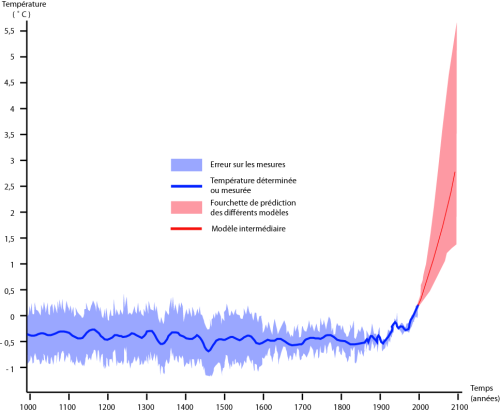 Température
( ° C )
5,5
5
4,5
4
3,5
3
2,5
2
1,5
1
0,5
0
- 0,5
- 1
Erreur sur les mesures
Température déterminée
ou mesurée
Fourchette de prédiction
des différents modèles
Modèle intermédiaire
Temps
(années)
1000 1100 1200 1300 1400 1500 1600 1700 1800 1900 2000 2100